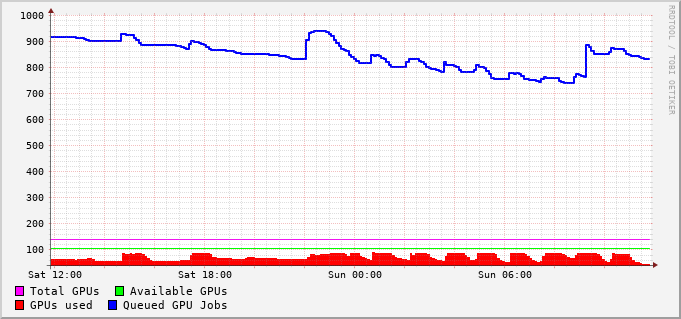 1000
900
800
700
600
500
400
300
200
100
Sat 12:00 Sat 18:00 Sun 00:00 Sun 06:00
Total GPUs Available GPUs
GPUs used Queued GPU Jobs
RRDTOOL / TOBI OETIKER